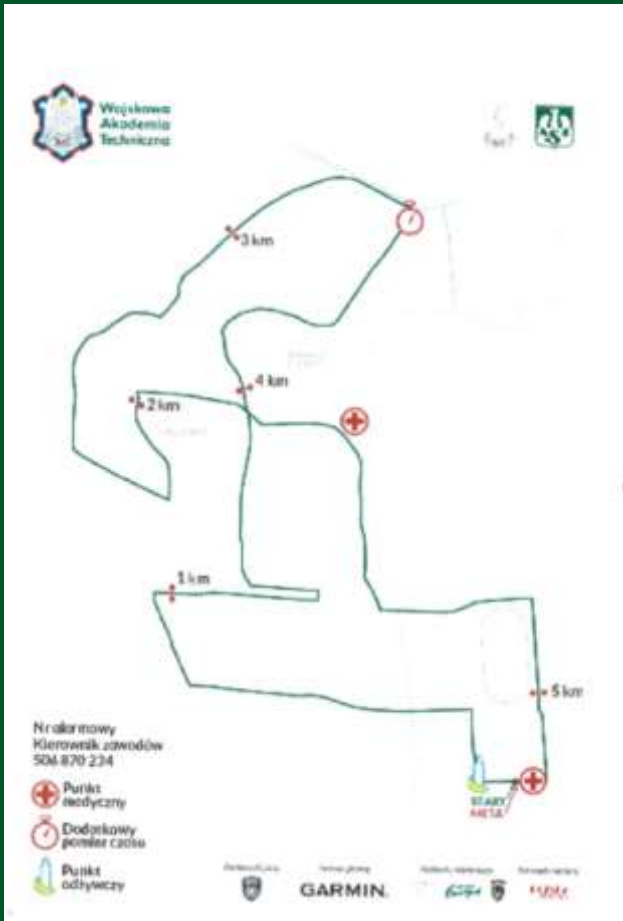 Wojskowa
Akademia
Techniczna
3 km
4 km
2 km
1 km
5 km
START
META
Nr alarmowy
Kierownik zawodów
506 870 234
Punkt
medyczny
Dodatkowy
pomiar czasu
Punkt
odżywczy
GARMIN.